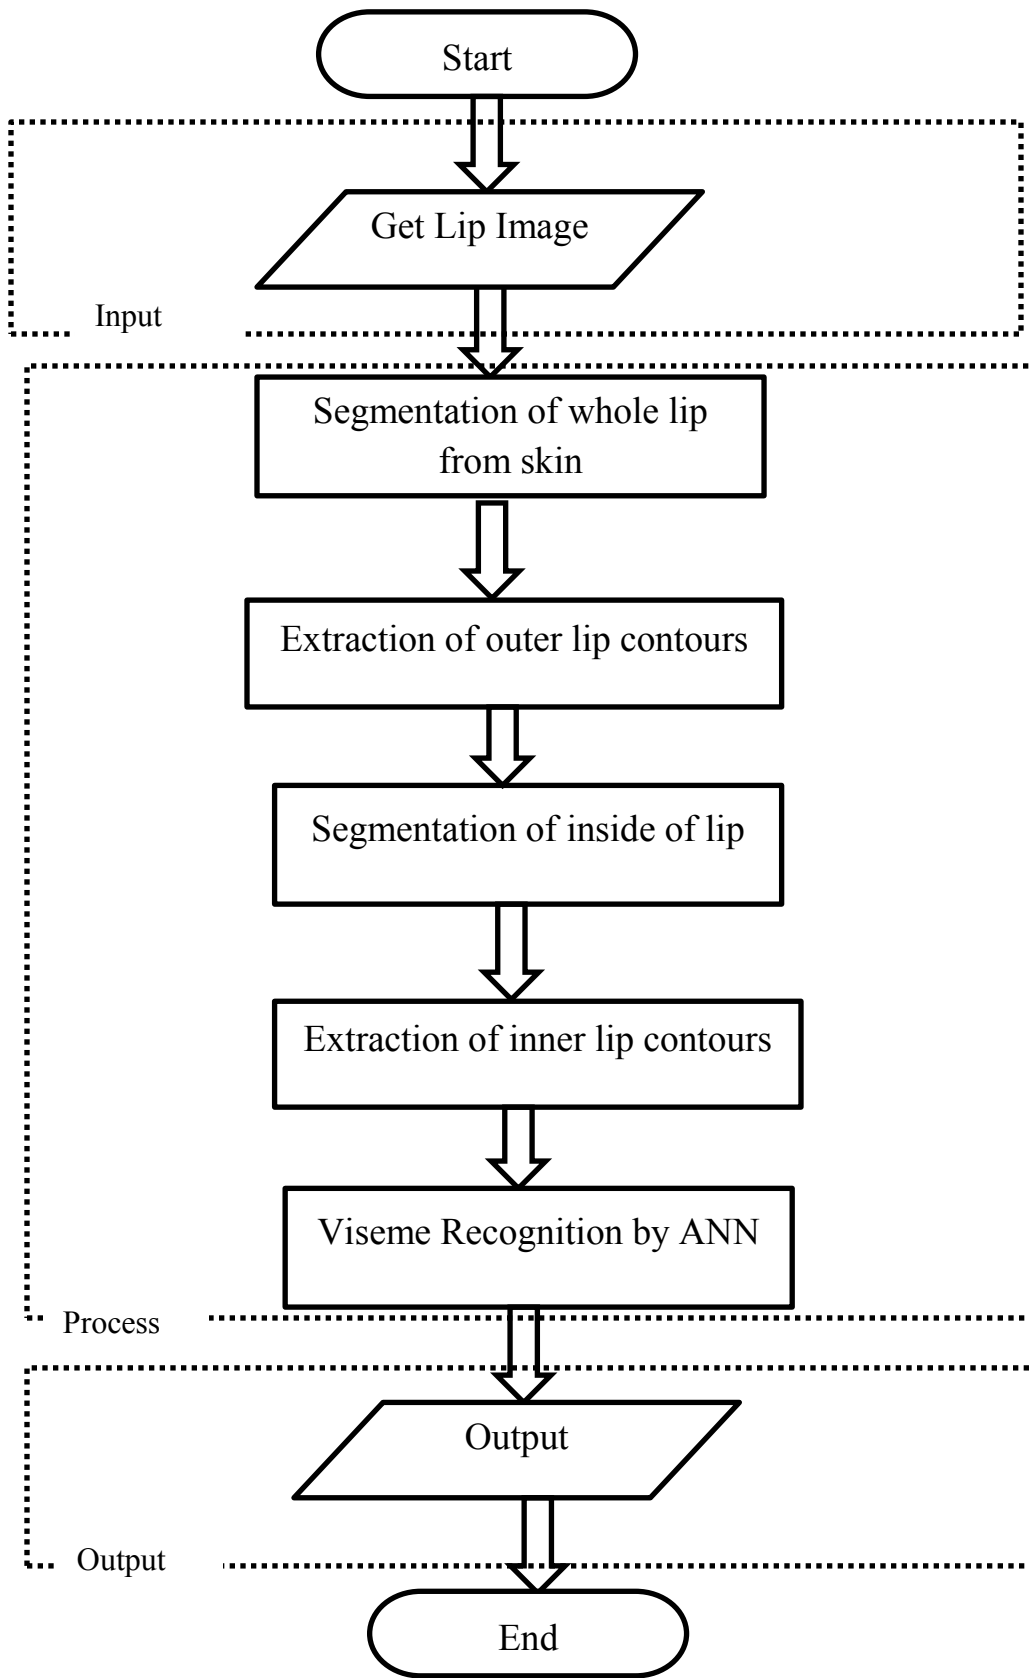 Start
Get Lip Image
Input
Segmentation of whole lip
from skin
Extraction of outer lip contours
Segmentation of inside of lip
Extraction of inner lip contours
Viseme Recognition by ANN
Process
Output
Output
End